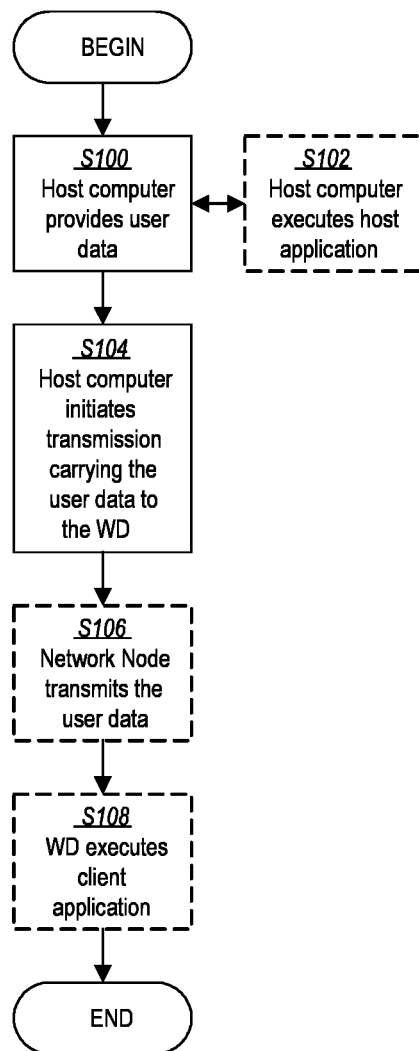 BEGIN
S100
Host computer
provides user
data
S102
Host computer
executes host
application
S104
Host computer
initiates
transmission
carrying the
user data to
the WD
S106
Network Node
transmits the
user data
S108
WD executes
client
application
END